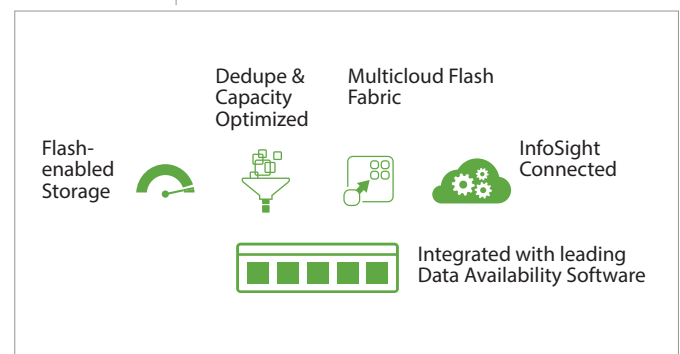 Dedupe &
Capacity
Optimized
Multicloud Flash
Fabric
Flash-
enabled
Storage
InfoSight
Connected
Integrated with leading
Data Availability Software